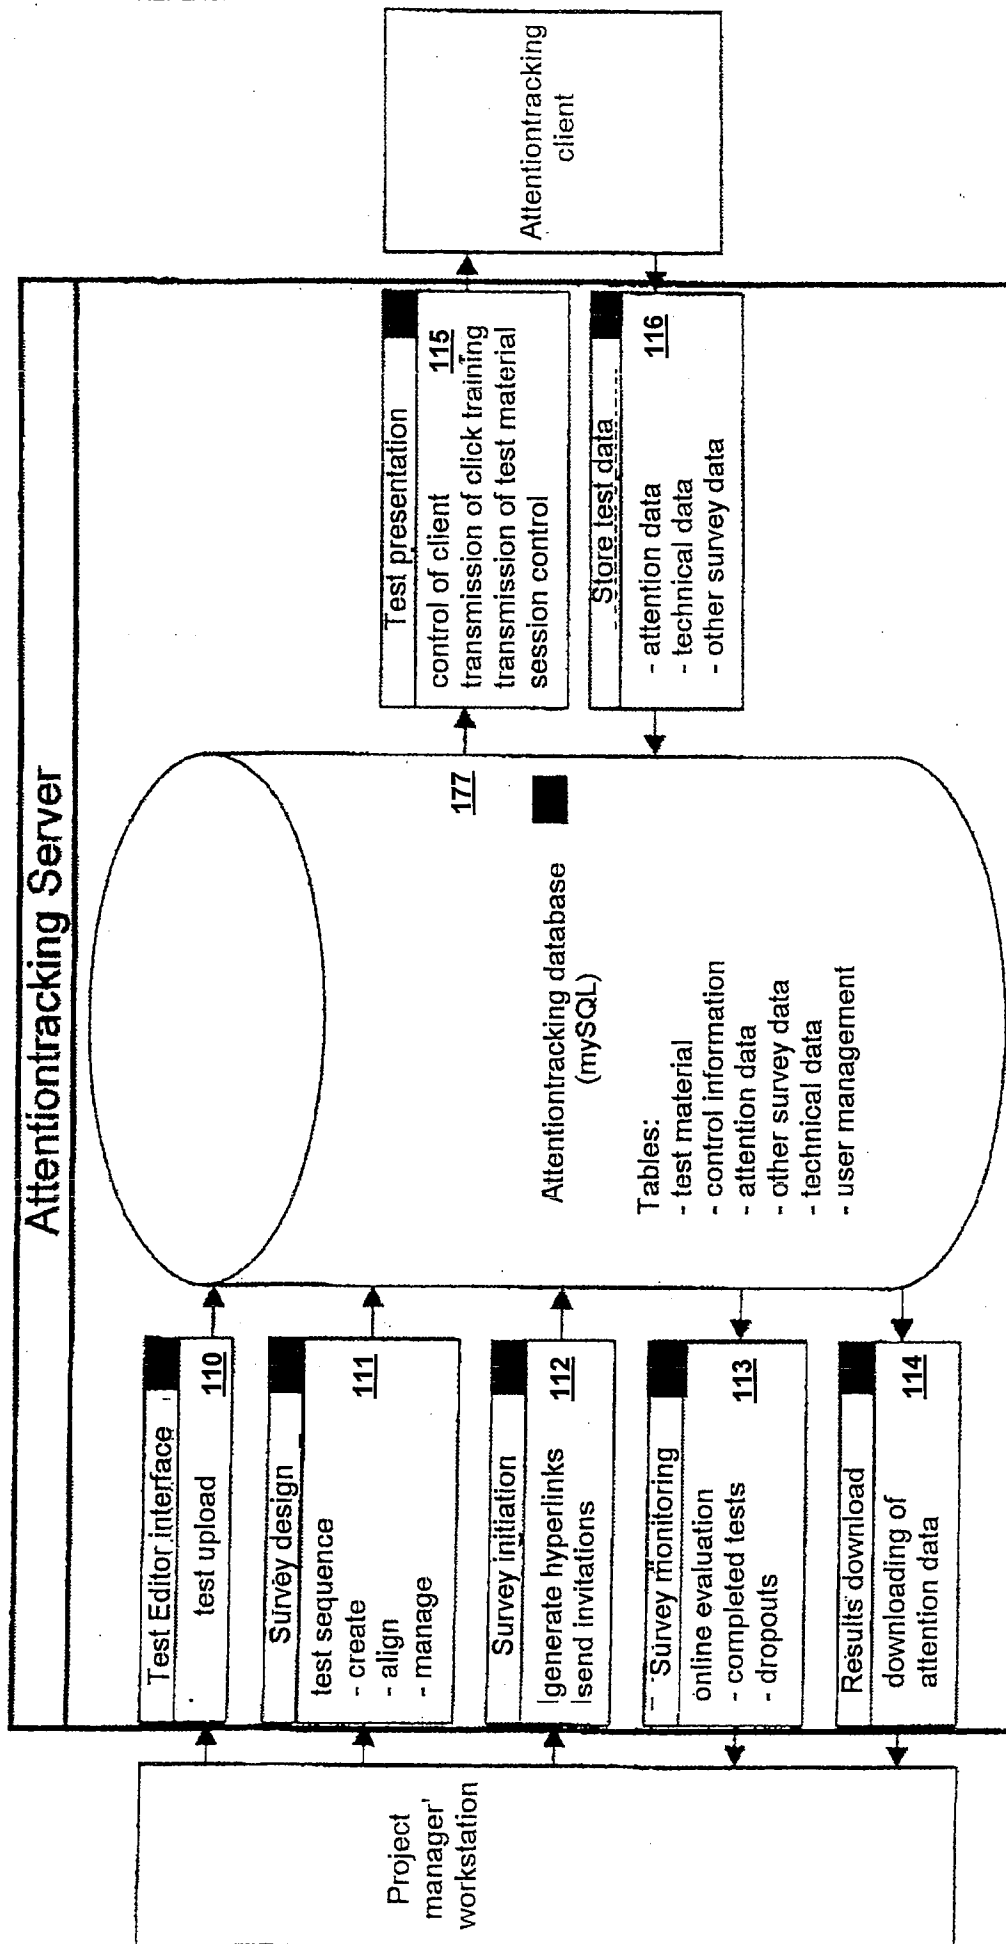 Attentiontracking Server
Project
manager'
workstation
Test Editor interface
110
test upload
Survey design
111
test sequence
- create
- align
- manage
Survey initiation
112
generate hyperlinks
send invitations
Survey monitoring
113
online evaluation
- completed tests
- dropouts
Results download
114
downloading of
attention data
177
Attentiontracking database
(mySQL)
Tables:
- test material
- control information
- attention data
- other survey data
- technical data
- user management
Test presentation
115
control of client
transmission of click training
transmission of test material
session control
Store test data
116
- attention data
- technical data
- other survey data
Attentiontracking
client